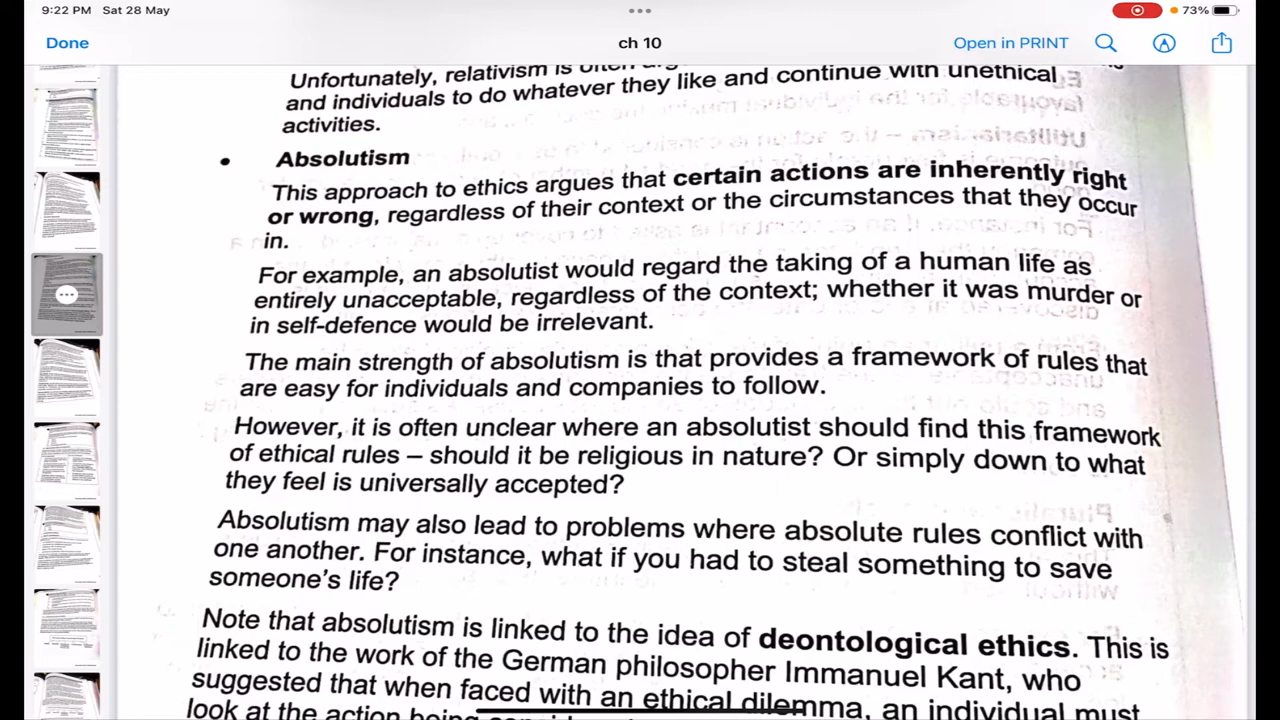 9:22 PM Sat 28 May
73%
Done
ch 10
Open in PRINT
Unfortunately, relativism is often
and individuals to do whatever they like and continue with unethical
activities.
• Absolutism
This approach to ethics argues that certain actions are inherently right
or wrong, regardless of their context or the circumstances that they occur
in.
For example, an absolutist would regard the taking of a human life as
entirely unacceptable, regardless of the context; whether it was murder or
in self-defence would be irrelevant.
The main strength of absolutism is that provides a framework of rules that
are easy for individuals and companies to follow.
However, it is often unclear where an absolutist should find this framework
of ethical rules – should it be religious in nature? Or simply down to what
they feel is universally accepted?
Absolutism may also lead to problems where absolute rules conflict with
one another. For instance, what if you had to steal something to save
someone's life?
Note that absolutism is linked to the idea of deontological ethics. This is
linked to the work of the German philosopher Immanuel Kant, who
suggested that when faced with an ethical dilemma, an individual must
look at the action being